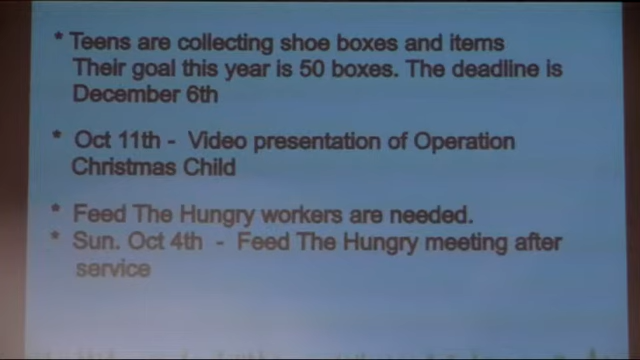 * Teens are collecting shoe boxes and items
Their goal this year is 50 boxes. The deadline is
December 6th
* Oct 11th - Video presentation of Operation
Christmas Child
* Feed The Hungry workers are needed.
* Sun. Oct 4th - Feed The Hungry meeting after
service